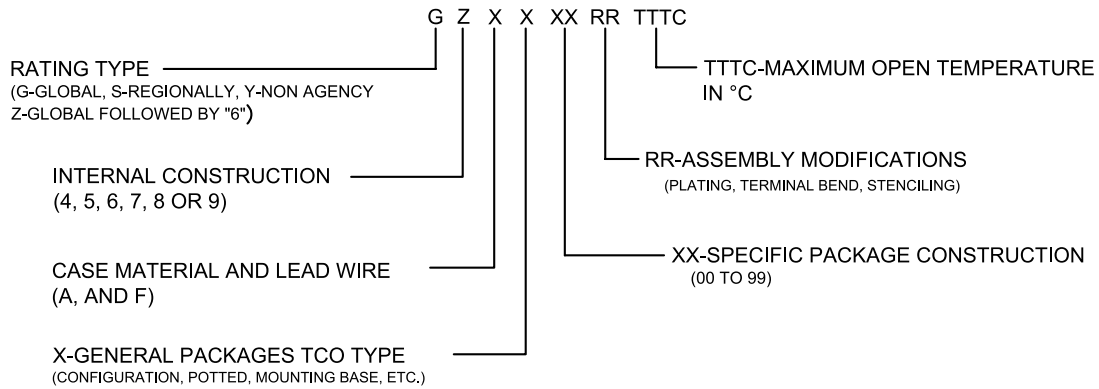 G Z X X XX RR TTTC
RATING TYPE
(G-GLOBAL, S-REGIONALLY, Y-NON AGENCY
Z-GLOBAL FOLLOWED BY "6")
INTERNAL CONSTRUCTION
(4, 5, 6, 7, 8 OR 9)
CASE MATERIAL AND LEAD WIRE
(A, AND F)
X-GENERAL PACKAGES TCO TYPE
(CONFIGURATION, POTTED, MOUNTING BASE, ETC.)
TTTC-MAXIMUM OPEN TEMPERATURE
IN °C
RR-ASSEMBLY MODIFICATIONS
(PLATING, TERMINAL BEND, STENCILING)
XX-SPECIFIC PACKAGE CONSTRUCTION
(00 TO 99)